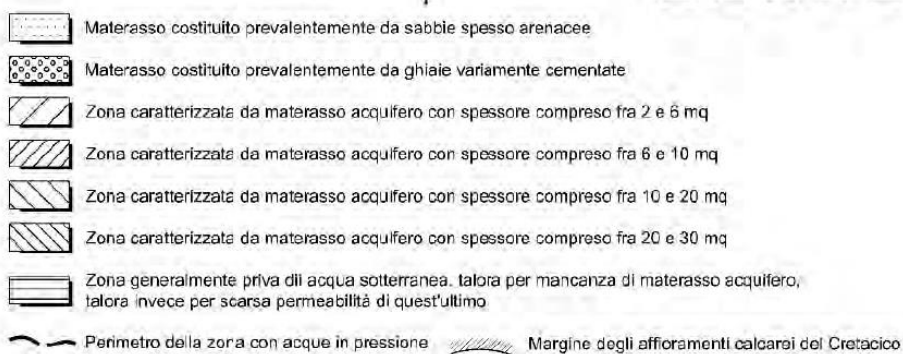 Materasso costituito prevalentemente da sabbie spesso arenacee
Materasso costituito prevalentemente da ghiaie variamente cementate
Zona caratterizzata da materasso acquifero con spessore compreso fra 2 e 6 mq
Zona caratterizzata da materasso acquifero con spessore compreso fra 6 e 10 mq
Zona caratterizzata da materasso acquifero con spessore compreso fra 10 e 20 mq
Zona caratterizzata da materasso acquifero con spessore compreso fra 20 e 30 mq
Zona generalmente priva dii acqua sotterranea, talora per mancanza di materasso acquifero,
talora invece per scarsa permeabilità di quest'ultimo
Perimetro della zona con acque in pressione Margine degli affioramenti calcarei del Cretacico